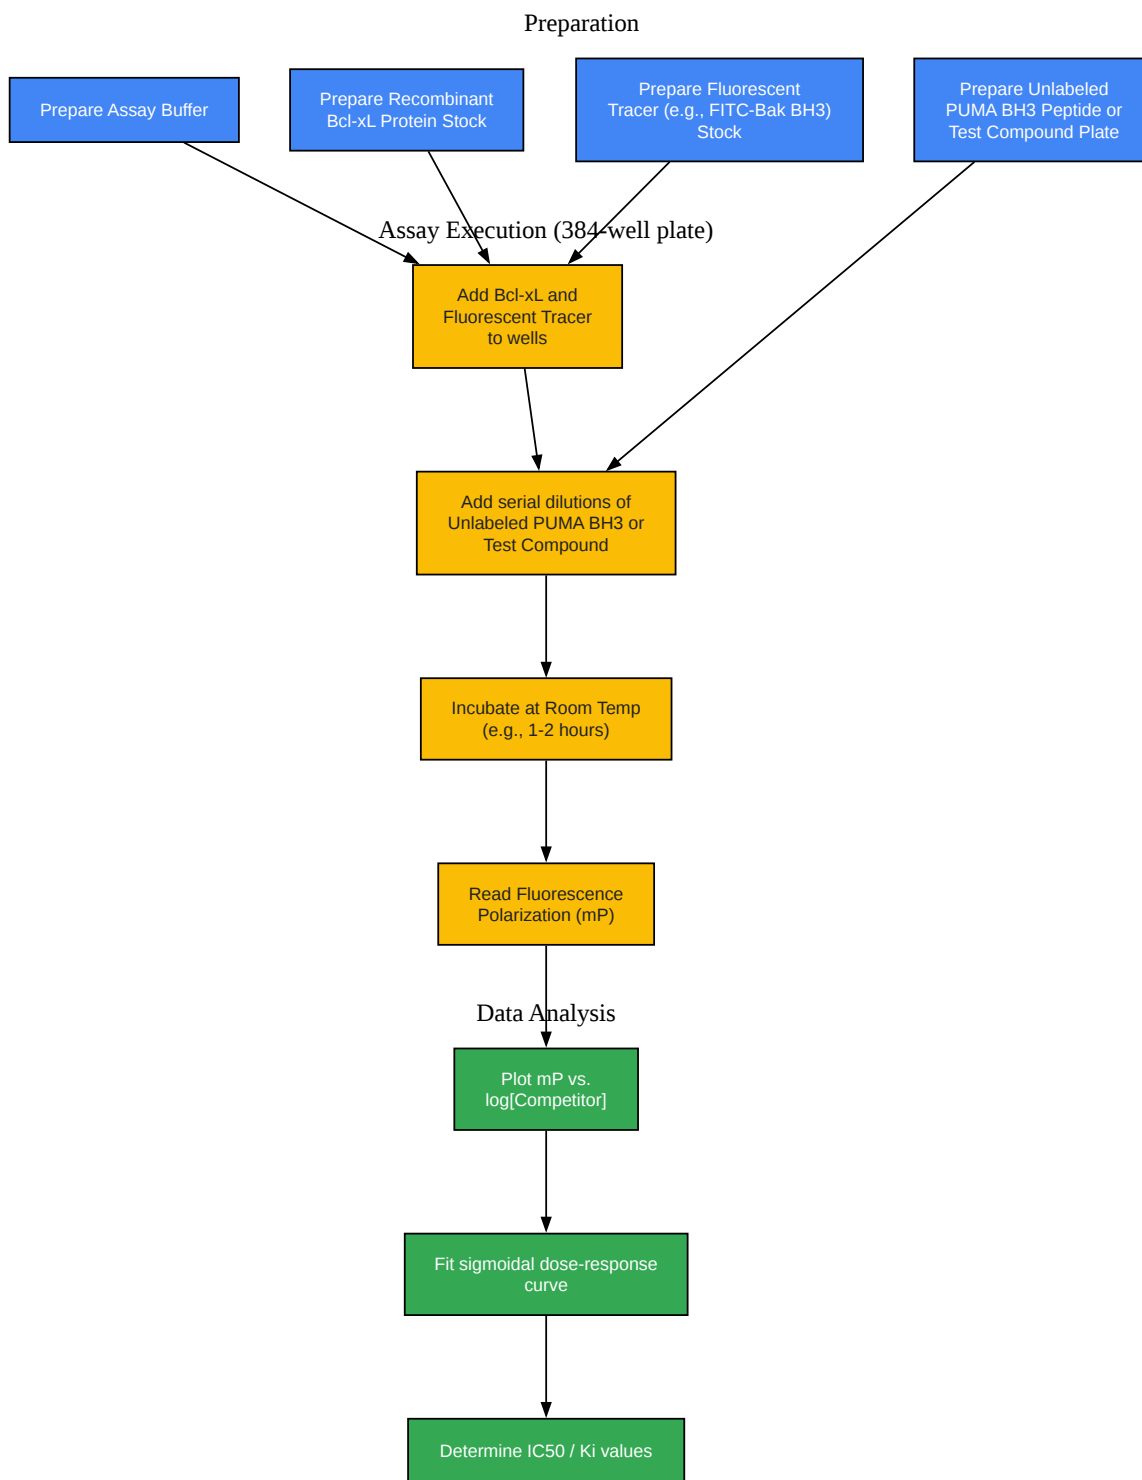 Preparation
Prepare Assay Buffer
Prepare Recombinant
Bcl-xL Protein Stock
Prepare Fluorescent
Tracer (e.g., FITC-Bak BH3)
Stock
Prepare Unlabeled
PUMA BH3 Peptide or
Test Compound Plate
Assay Execution (384-well plate)
Add Bcl-xL and
Fluorescent Tracer
to wells
Add serial dilutions of
Unlabeled PUMA BH3 or
Test Compound
Incubate at Room Temp
(e.g., 1-2 hours)
Read Fluorescence
Polarization (mP)
Data Analysis
Plot mP vs.
log[Competitor]
Fit sigmoidal dose-response
curve
Determine IC50 / Ki values